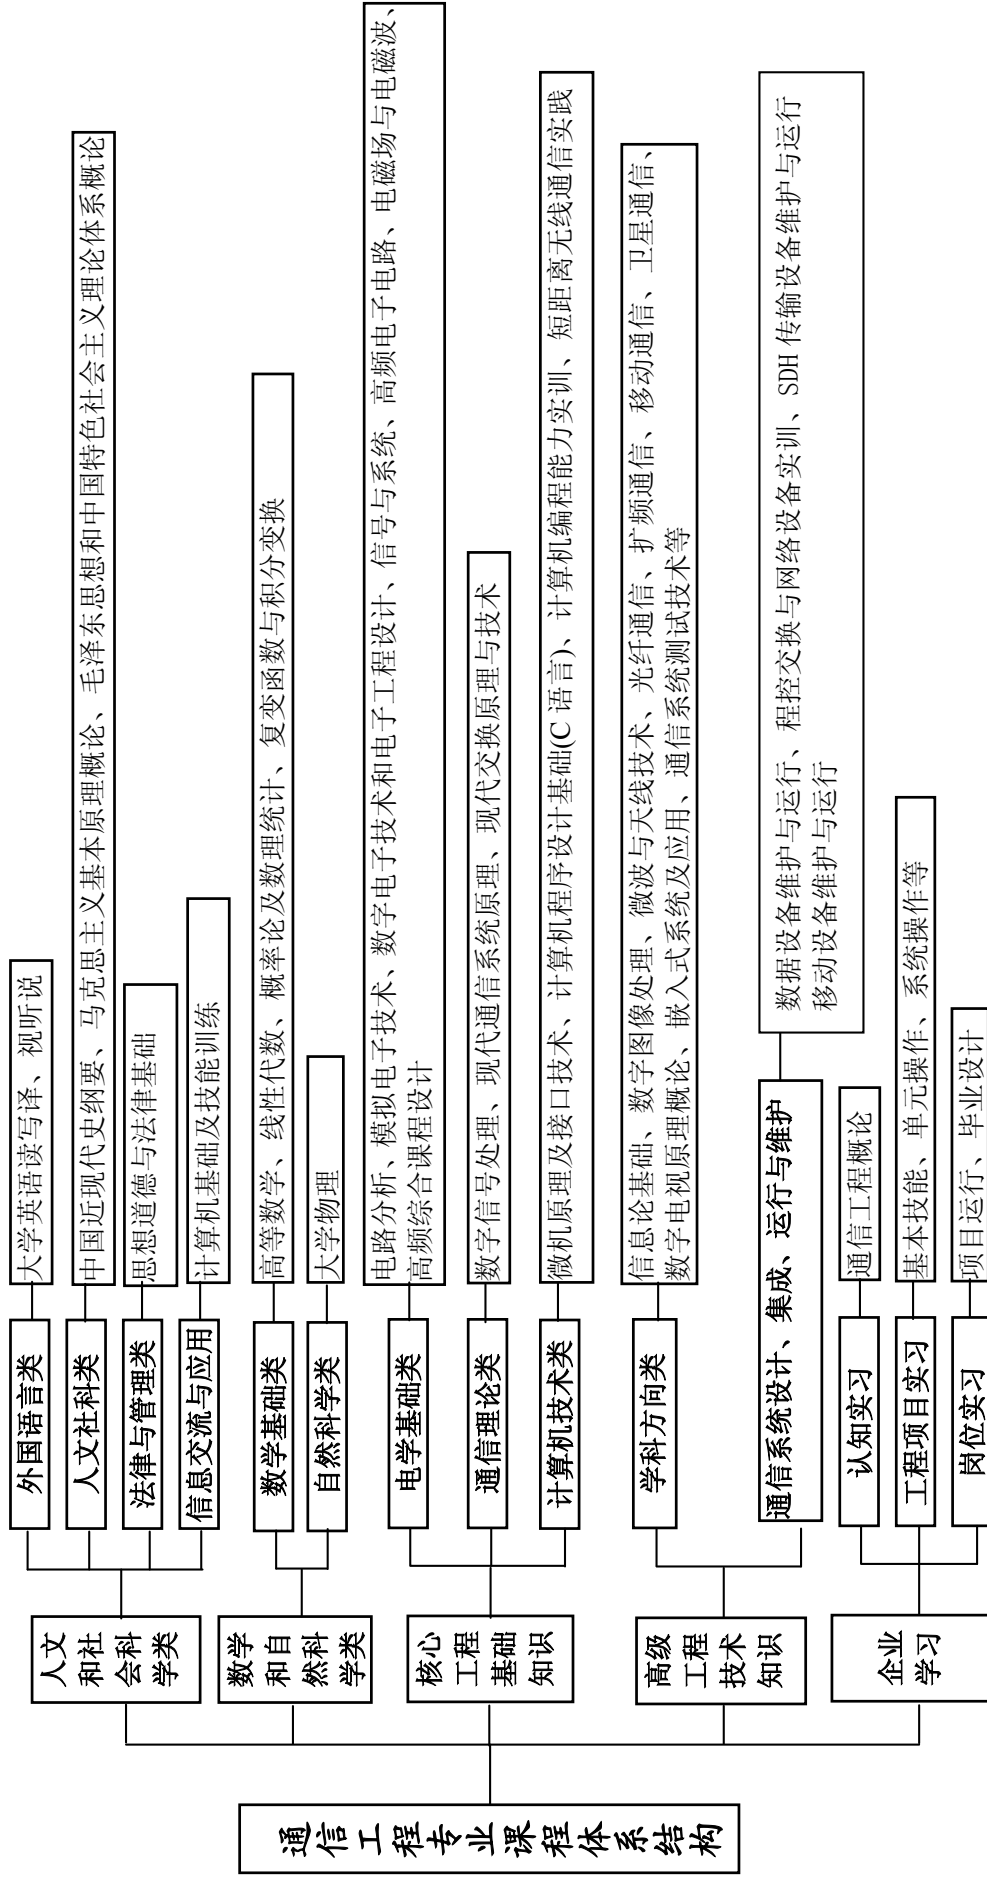 通信工程专业课程体系结构
人文
和社
会科
学类
外国语言类
大学英语读写译、视听说
人文社科类
中国近现代史纲要、马克思主义基本原理概论、毛泽东思想和中国特色社会主义理论体系概论
法律与管理类
思想道德与法律基础
信息交流与应用
计算机基础及技能训练
数学
和自
然科
学类
数学基础类
高等数学、线性代数、概率论及数理统计、复变函数与积分变换
自然科学类
大学物理
核心
工程
基础
知识
电学基础类
电路分析、模拟电子技术、数字电子技术和电子工程设计、信号与系统、高频电子电路、电磁场与电磁波、
高频综合课程设计
通信理论类
数字信号处理、现代通信系统原理、现代交换原理与技术
计算机技术类
微机原理及接口技术、计算机程序设计基础(C 语言)、计算机编程能力实训、短距离无线通信实践
高级
工程
技术
知识
学科方向类
信息论基础、数字图像处理、微波与天线技术、光纤通信、扩频通信、移动通信、卫星通信、
数字电视原理概论、嵌入式系统及应用、通信系统测试技术等
通信系统设计、集成、运行与维护
数据设备维护与运行、程控交换与网络设备实训、SDH 传输设备维护与运行
移动设备维护与运行
企业
学习
认知实习
通信工程概论
工程项目实习
基本技能、单元操作、系统操作等
岗位实习
项目运行、毕业设计